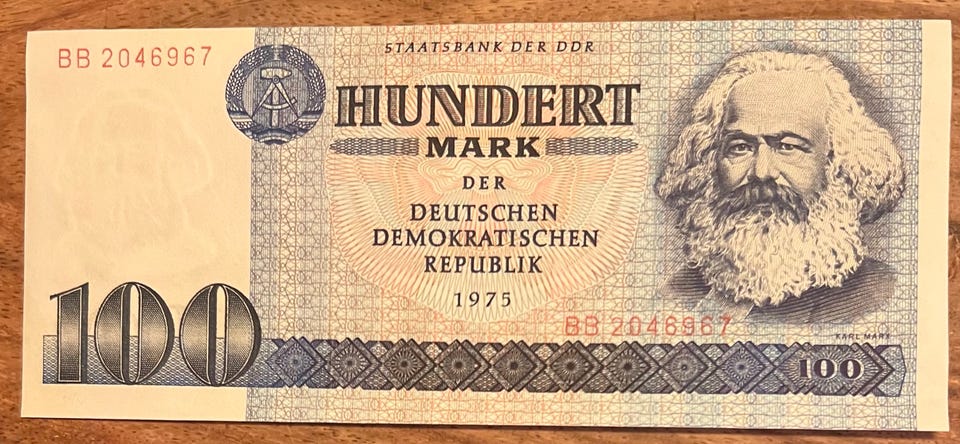 BB 2046967
STAATSBANK DER DDR
HUNDERT
MARK
DER
DEUTSCHEN
DEMOKRATISCHEN
REPUBLIK
1975
BB 2046967
KARL MARX
100
100